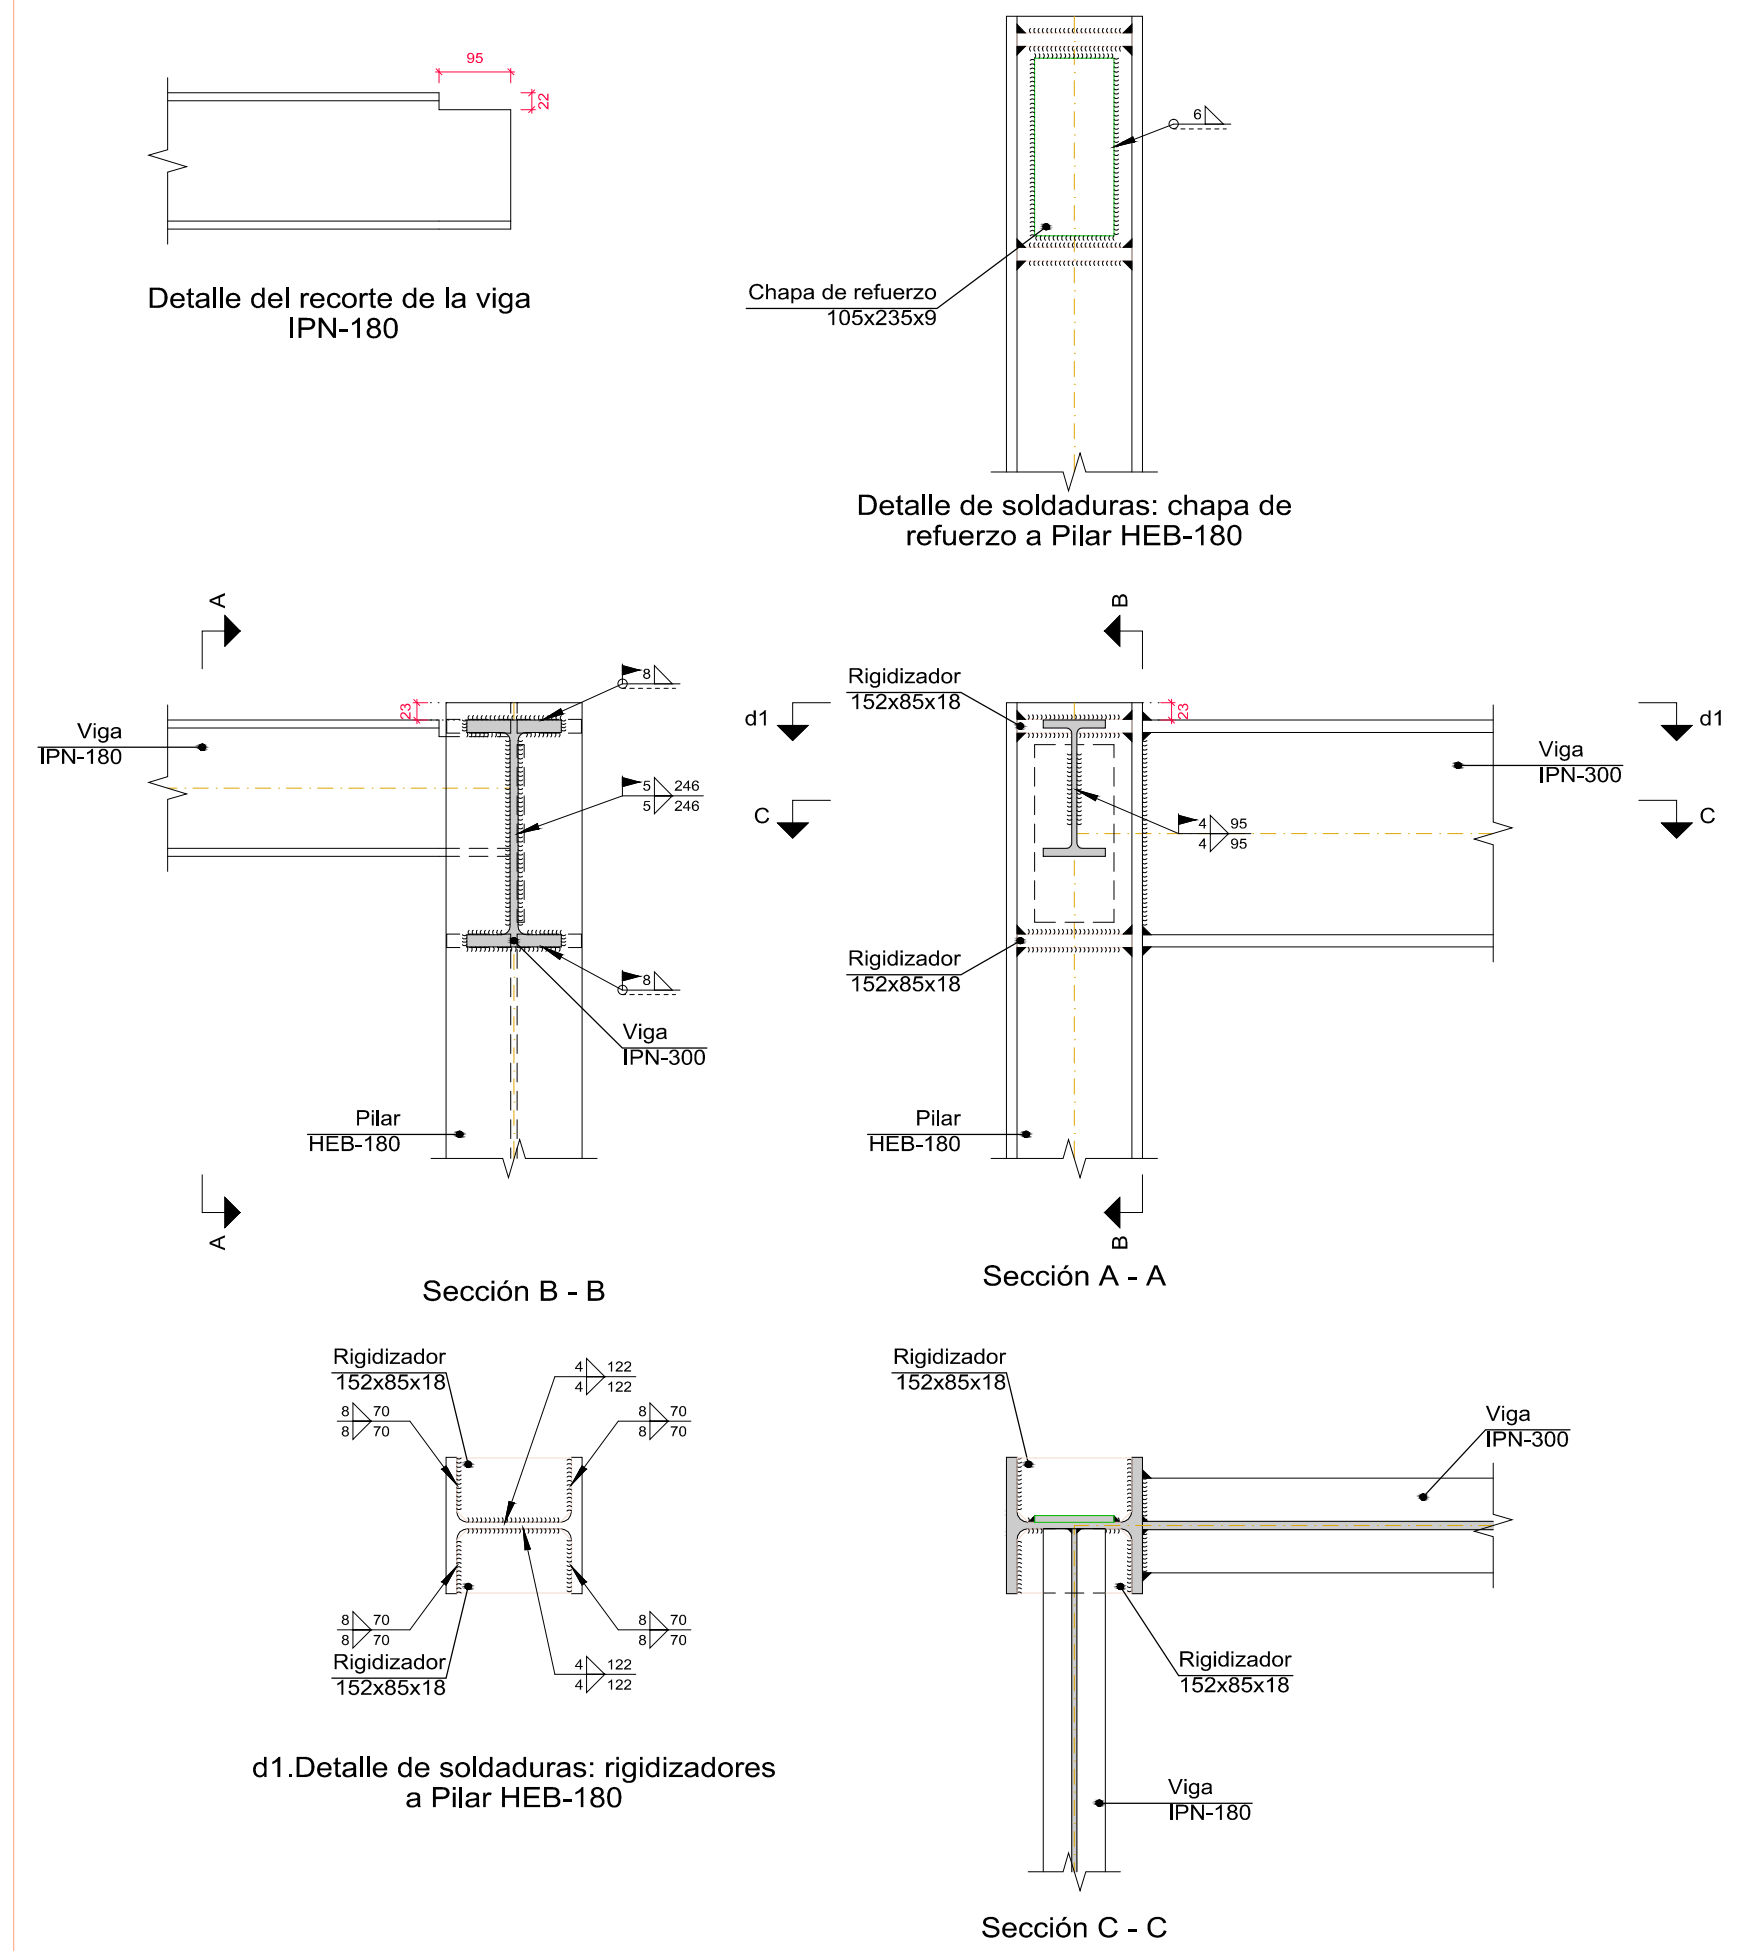 95
22
Detalle del recorte de la viga
IPN-180
6
Chapa de refuerzo
105x235x9
Detalle de soldaduras: chapa de
refuerzo a Pilar HEB-180
A
23
8
Viga
IPN-180
5 246
5 246
8
Viga
IPN-300
Pilar
HEB-180
A
Sección B - B
B
Rigidizador
152x85x18
23
d1
d1
Viga
IPN-300
C
C
4 95
4 95
Rigidizador
152x85x18
Pilar
HEB-180
B
Sección A - A
Rigidizador
152x85x18
4 122
4 122
8 70
8 70
8 70
8 70
8 70
8 70
8 70
8 70
Rigidizador
152x85x18
4 122
4 122
d1.Detalle de soldaduras: rigidizadores
a Pilar HEB-180
Rigidizador
152x85x18
Viga
IPN-300
Rigidizador
152x85x18
Viga
IPN-180
Sección C - C